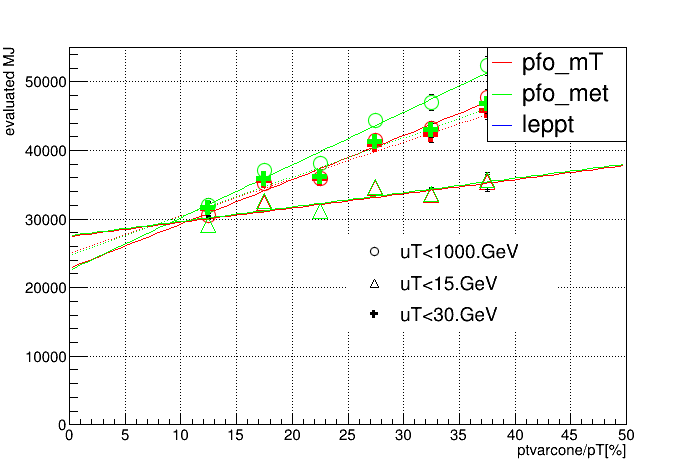 evaluated MJ
50000
40000
30000
20000
10000
0
pfo_mT
pfo_met
leppt
uT<1000.GeV
uT<15.GeV
uT<30.GeV
0 5 10 15 20 25 30 35 40 45 50
ptvarcone/pT[%]